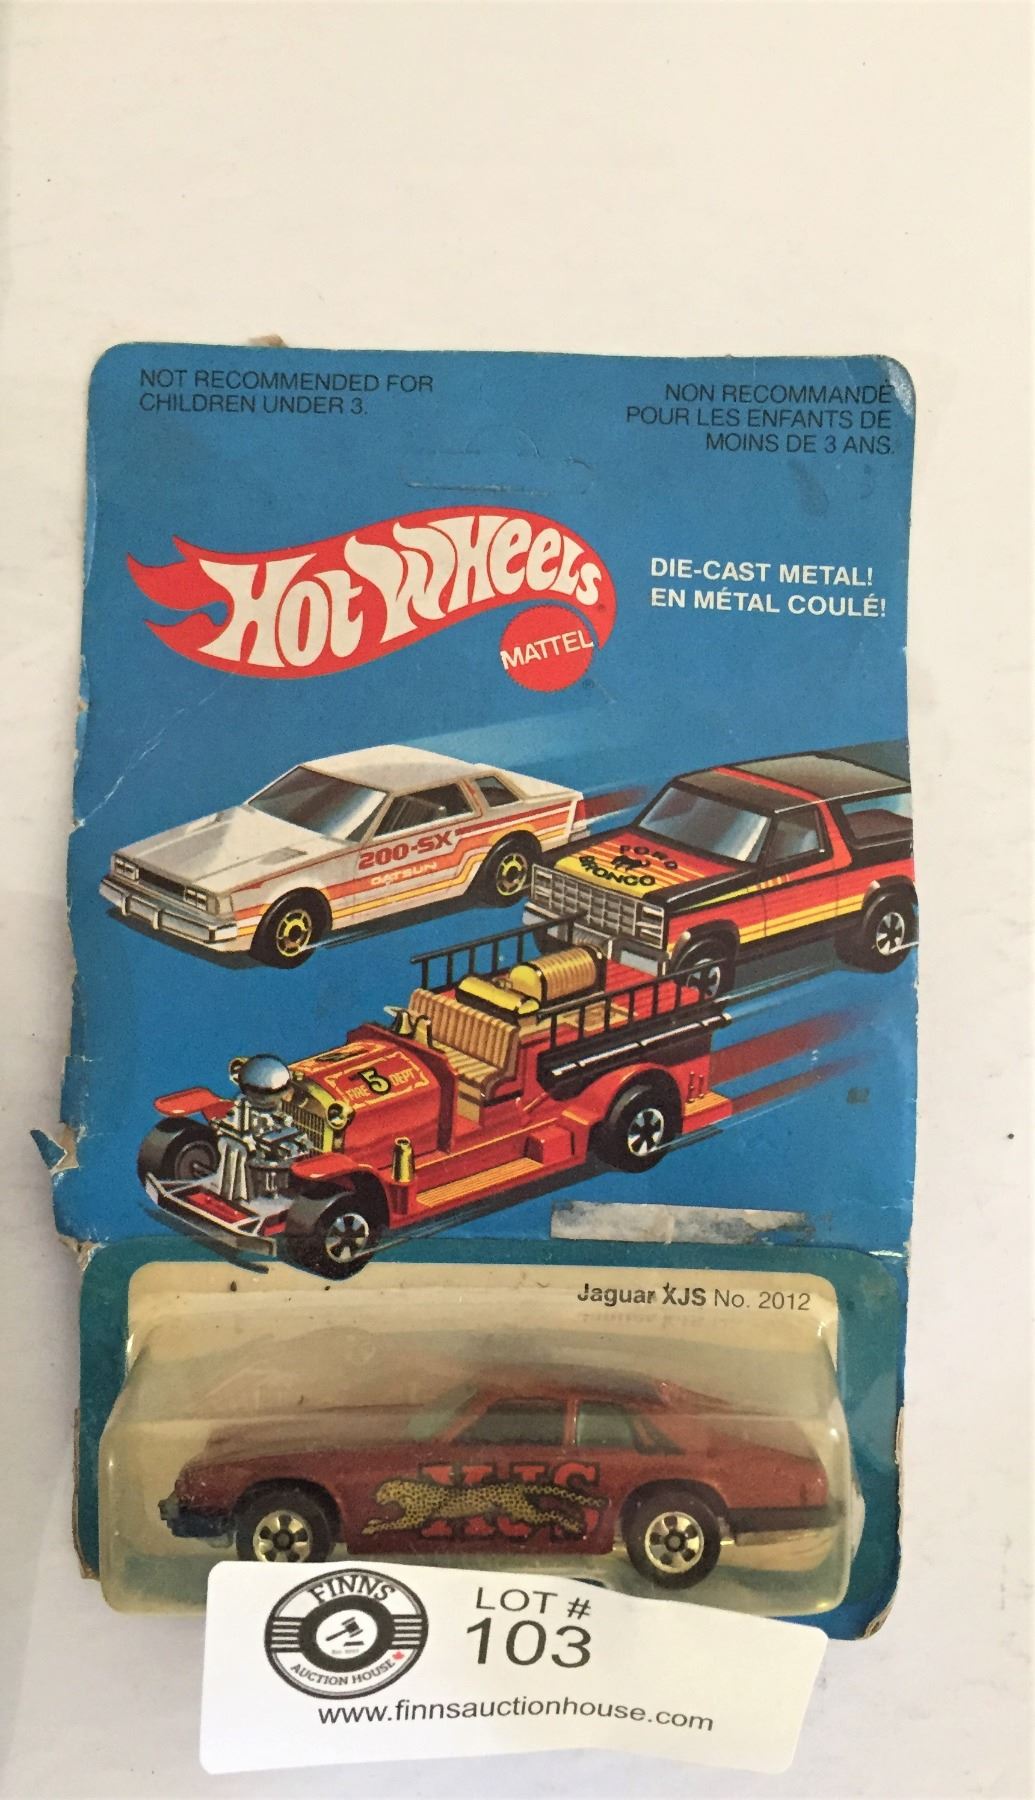 NOT RECOMMENDED FOR
CHILDREN UNDER 3.
NON RECOMMANDÉ
POUR LES ENFANTS DE
MOINS DE 3 ANS.
HOT WHEELS
MATTEL
DIE-CAST METAL!
EN MÉTAL COULÉ!
200-SX
DATSUN
FORD
BRONCO
FIRE 5 DEPT
Jaguar XJS No. 2012
XJS
FINNS
AUCTION HOUSE
LOT #
103
www.finnsauctionhouse.com